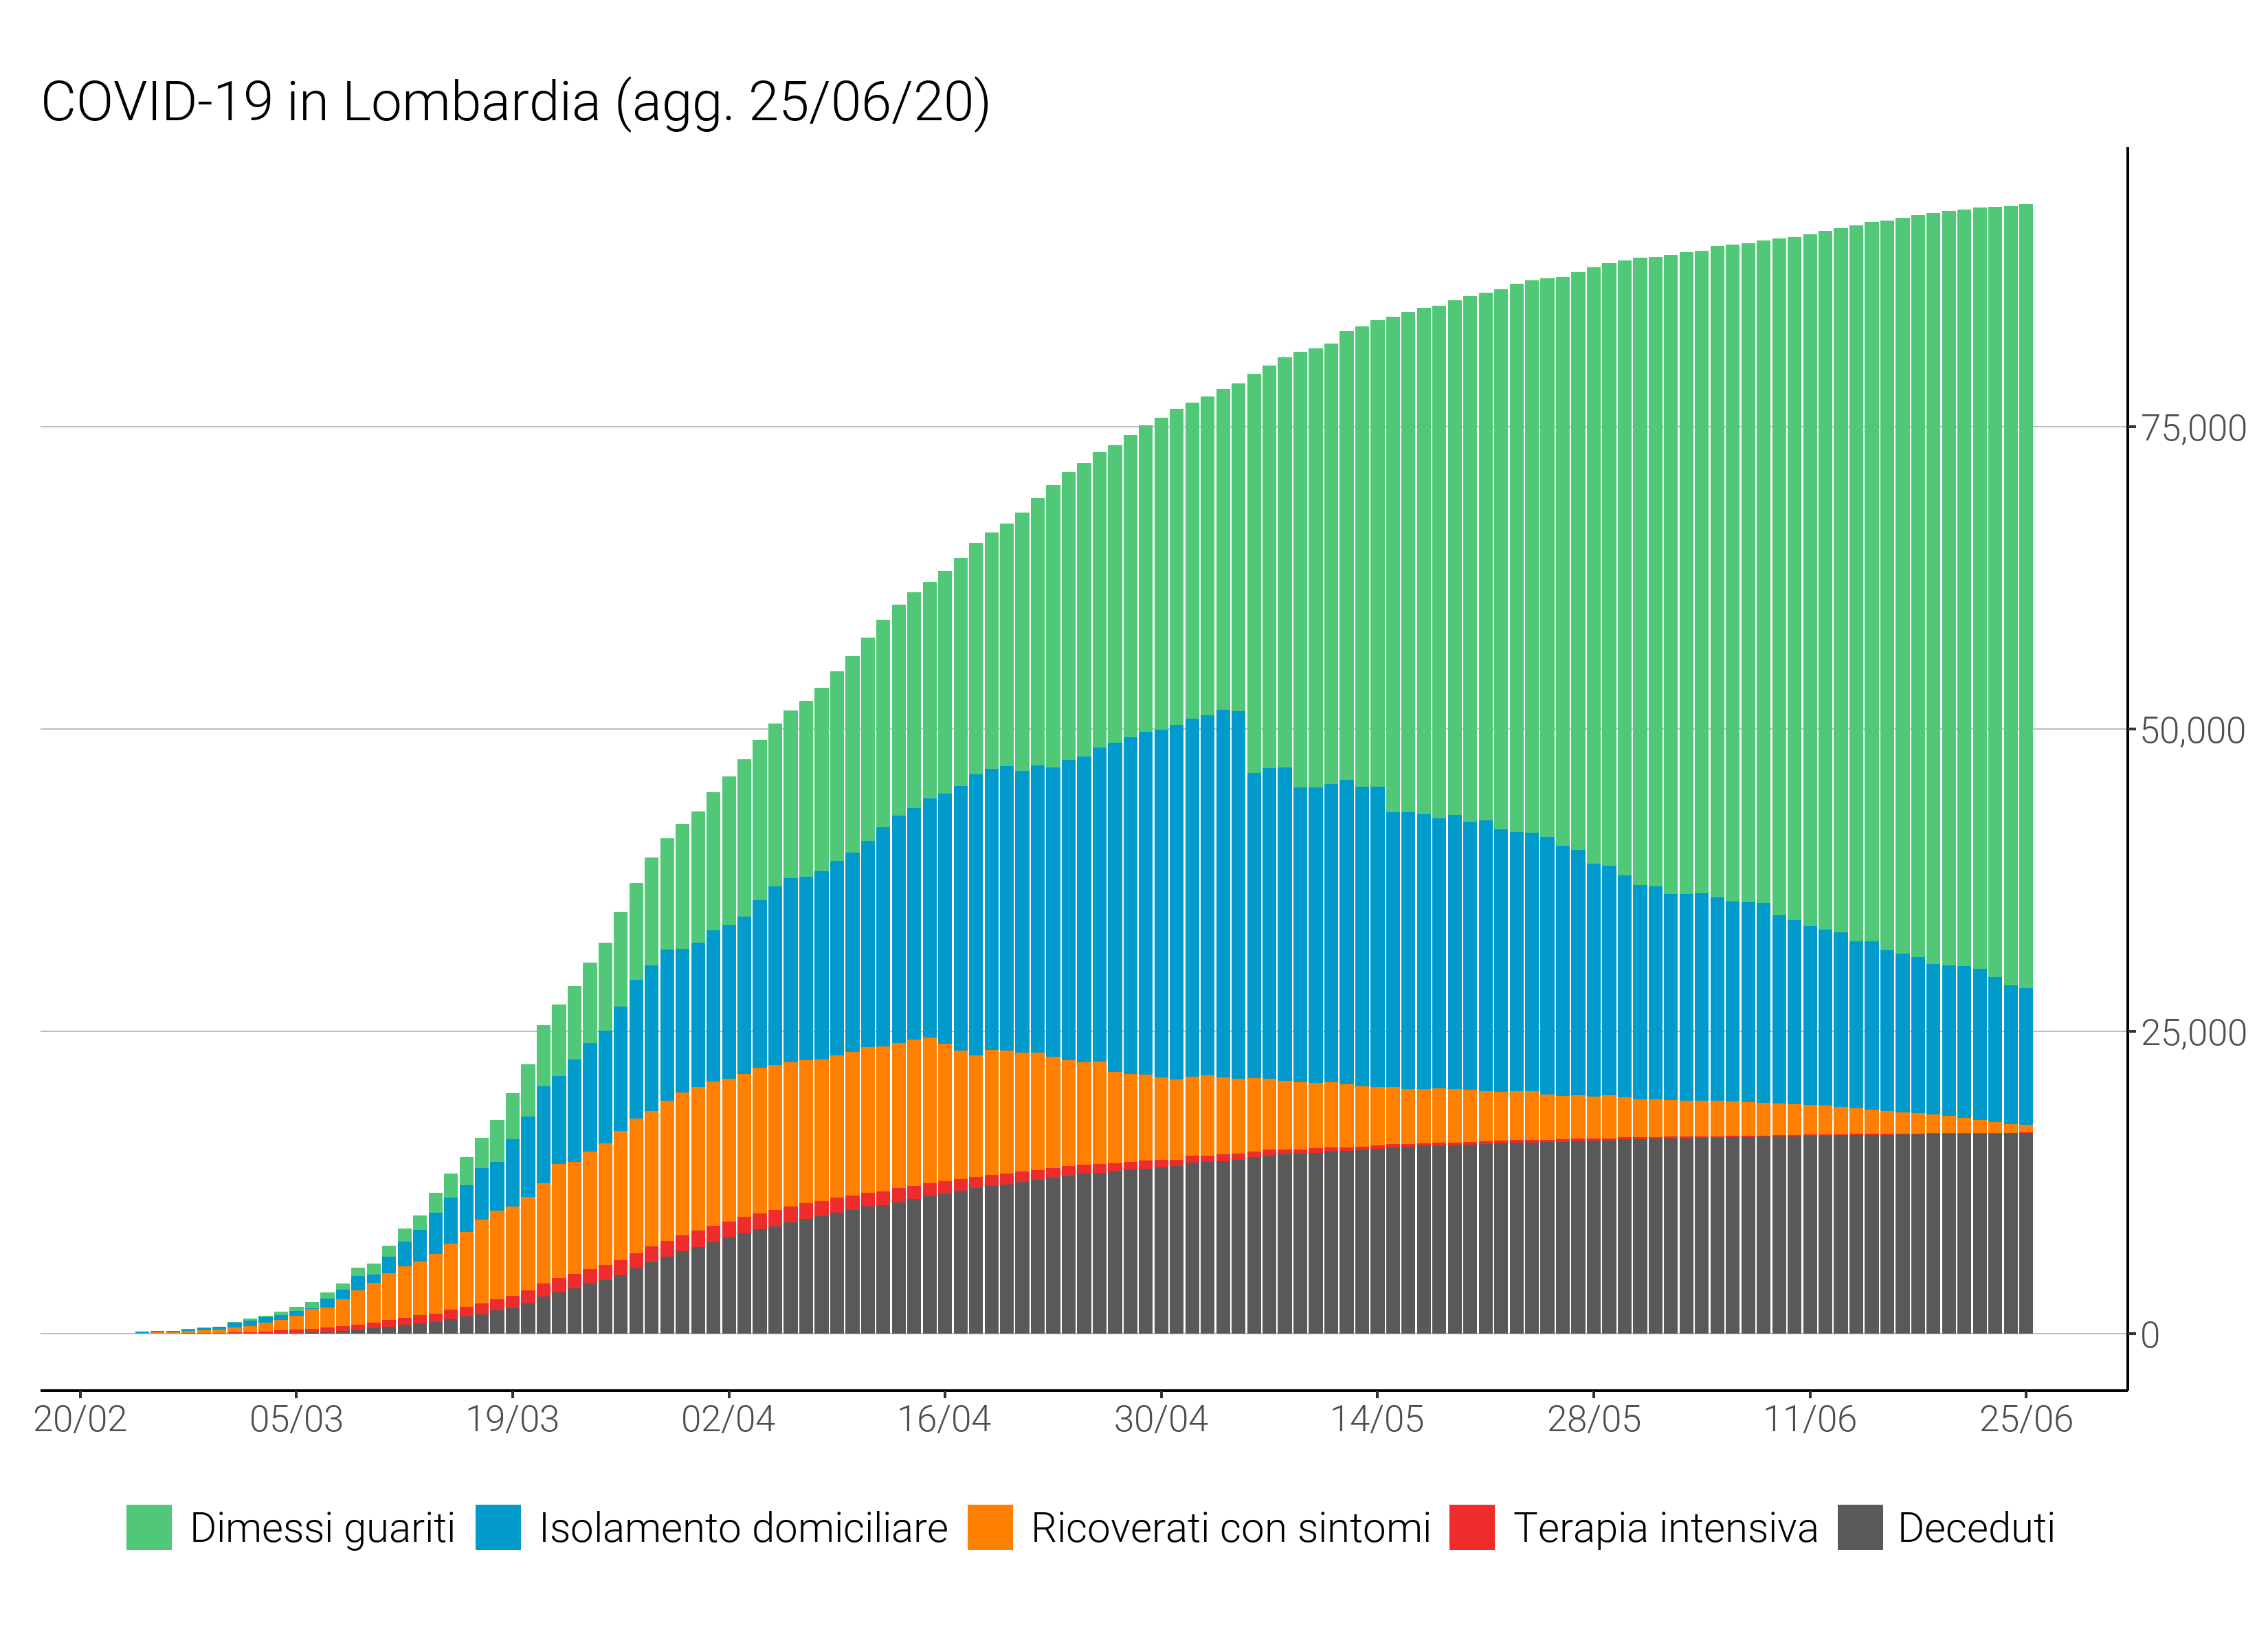 COVID-19 in Lombardia (agg. 25/06/20)
75,000
50,000
25,000
0
20/02 05/03 19/03 02/04 16/04 30/04 14/05 28/05 11/06 25/06
Dimessi guariti Isolamento domiciliare Ricoverati con sintomi Terapia intensiva Deceduti